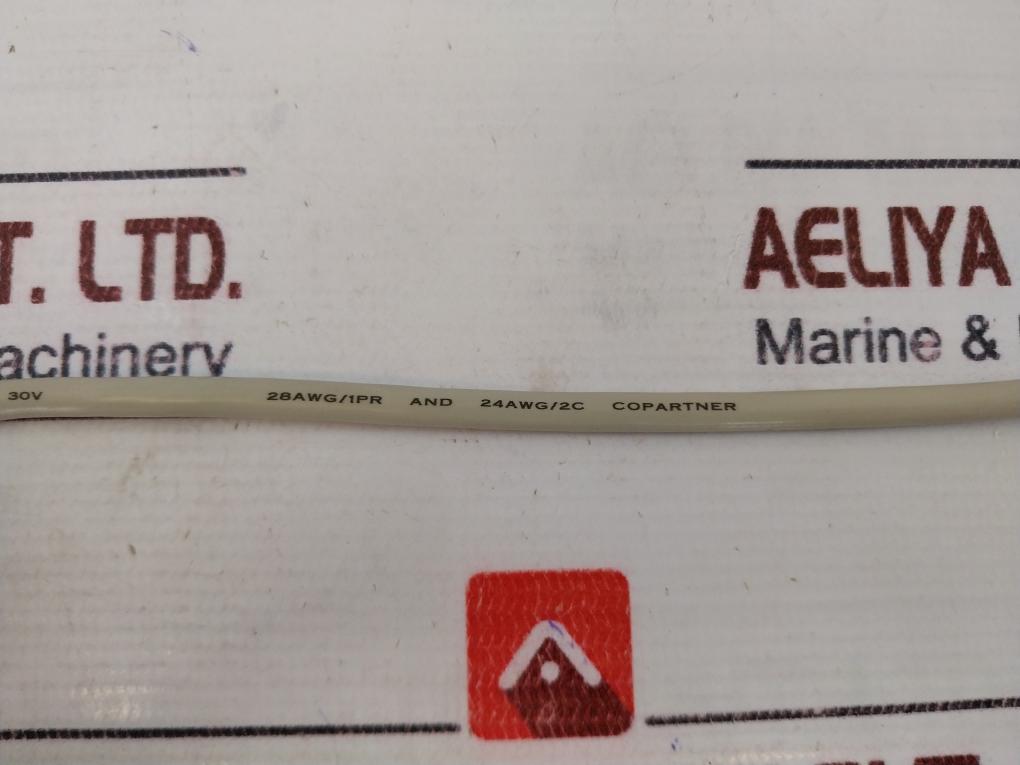 T. LTD.
AELIYA
achinery
Marine &
30V 28AWG/1PR AND 24AWG/2C COPARTNER